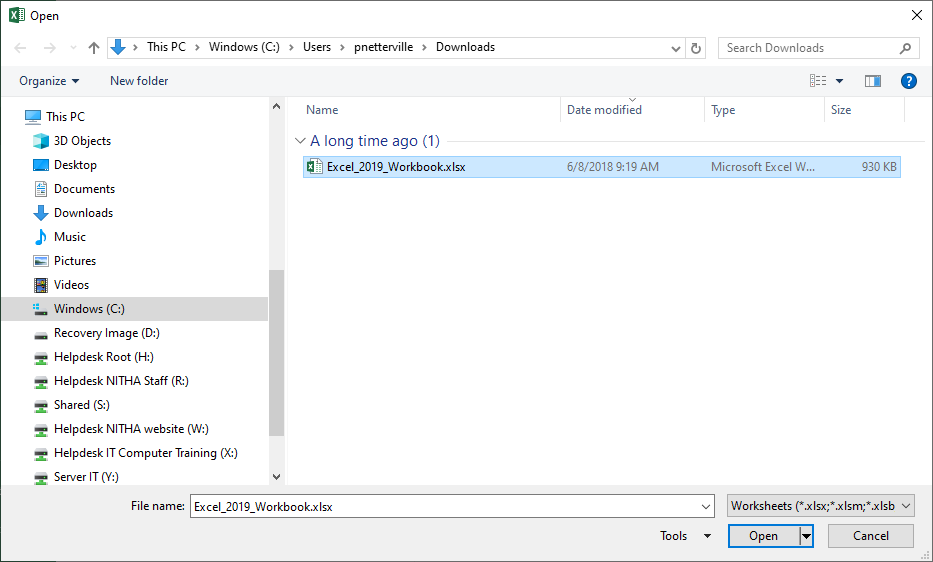 Open
This PC > Windows (C:) > Users > pnetterville > Downloads
Search Downloads
Organize
New folder
This PC
3D Objects
Desktop
Documents
Downloads
Music
Pictures
Videos
Windows (C:)
Recovery Image (D:)
Helpdesk Root (H:)
Helpdesk NITHA Staff (R:)
Shared (S:)
Helpdesk NITHA website (W:)
Helpdesk IT Computer Training (X:)
Server IT (Y:)
Name Date modified Type Size
A long time ago (1)
Excel_2019_Workbook.xlsx 6/8/2018 9:19 AM Microsoft Excel W... 930 KB
File name: Excel_2019_Workbook.xlsx
Worksheets (*.xlsx;*.xlsm;*.xlsb
Tools
Open
Cancel